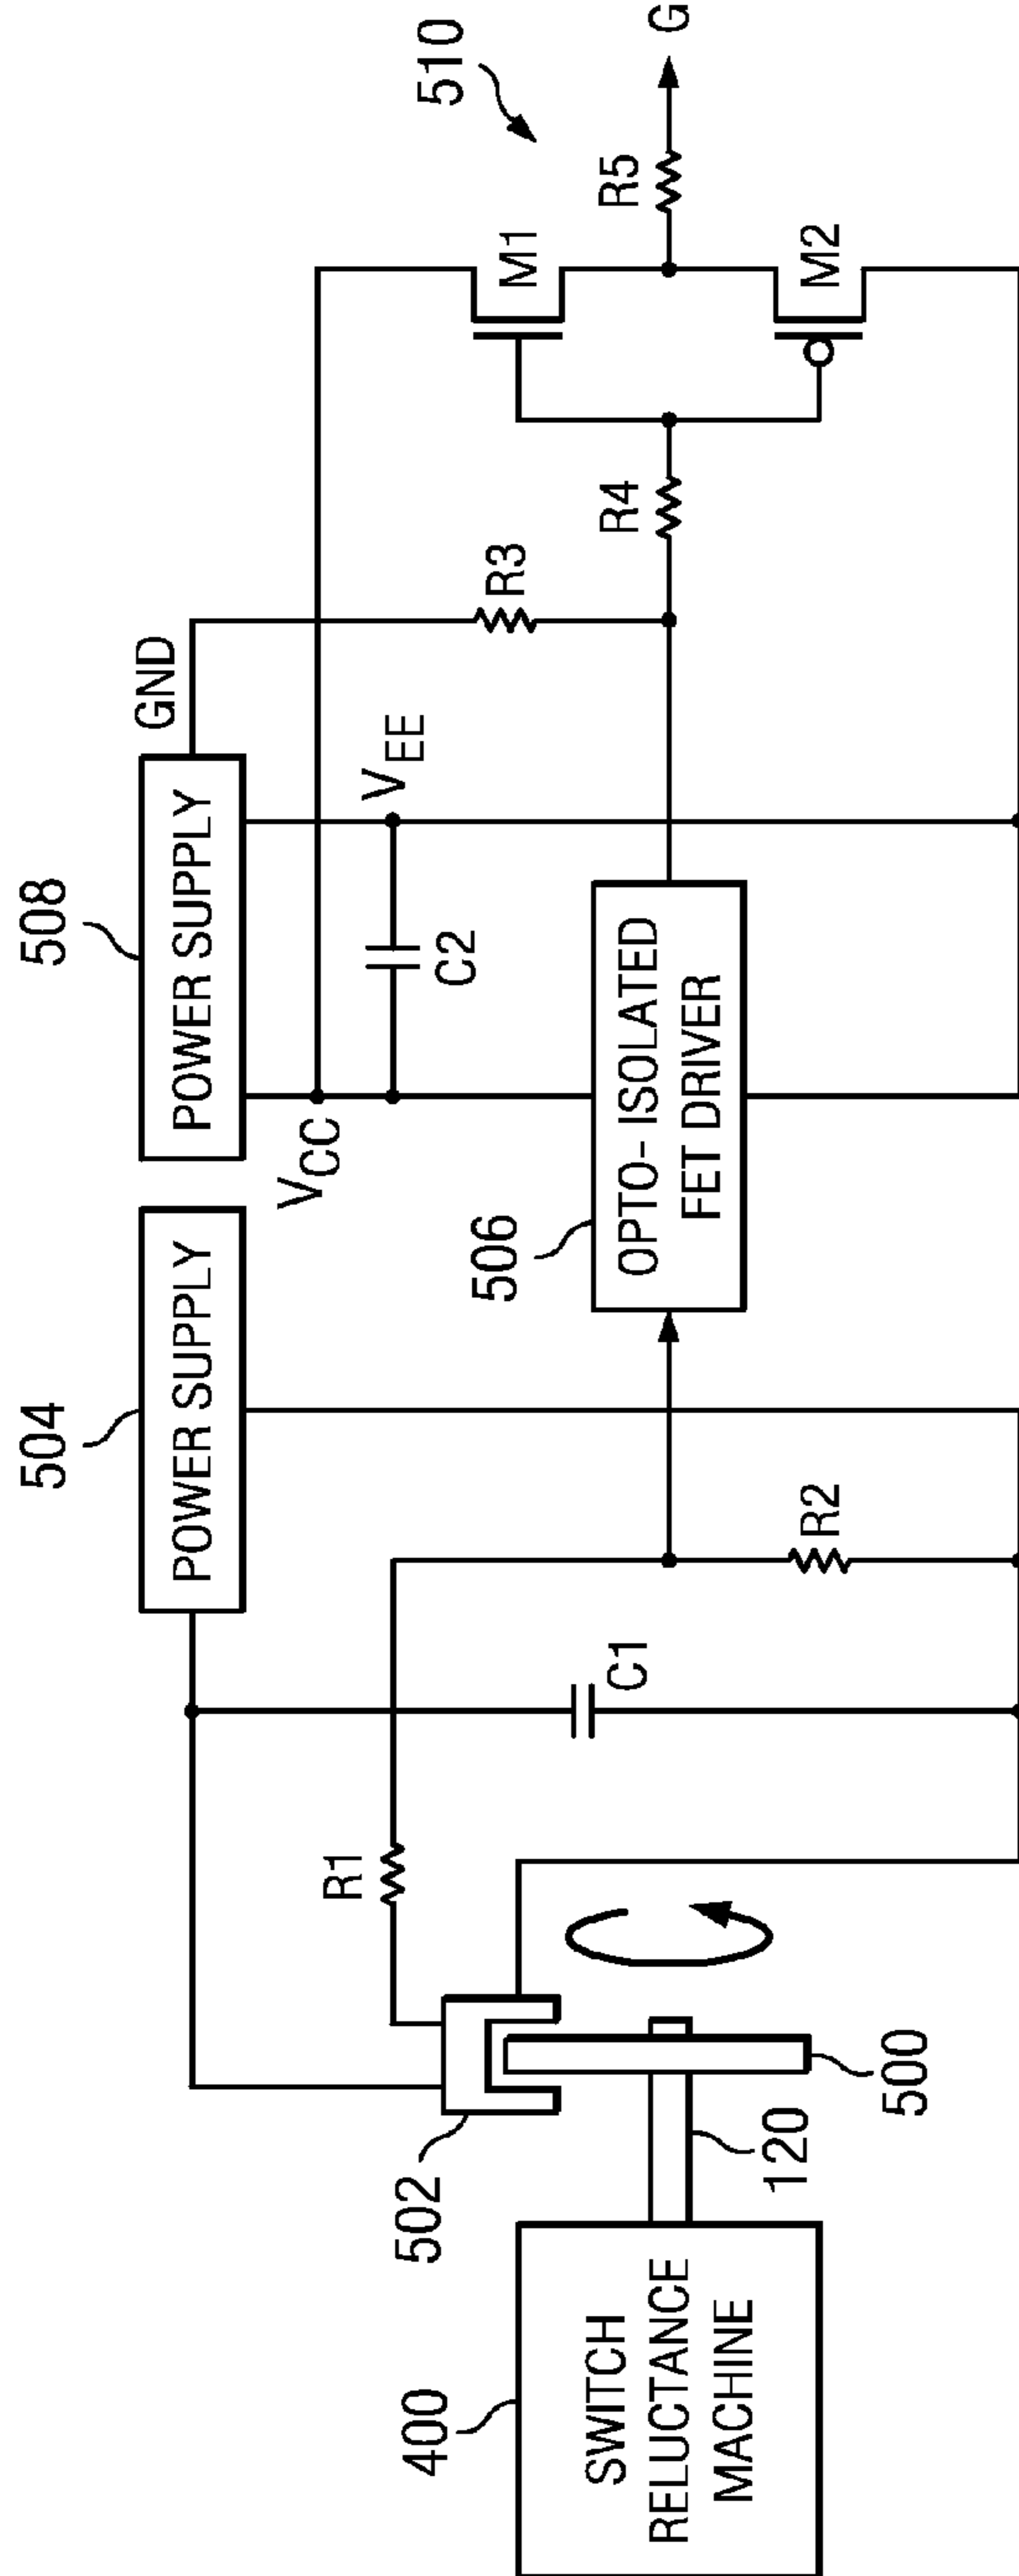 504
508
510
POWER SUPPLY
POWER SUPPLY
GND
VCC
VEE
R1
C2
R3
M1
502
506
OPTO-ISOLATED
FET DRIVER
R4
R5
G
400
SWITCH
RELUCTANCE
MACHINE
120
500
C1
R2
M2